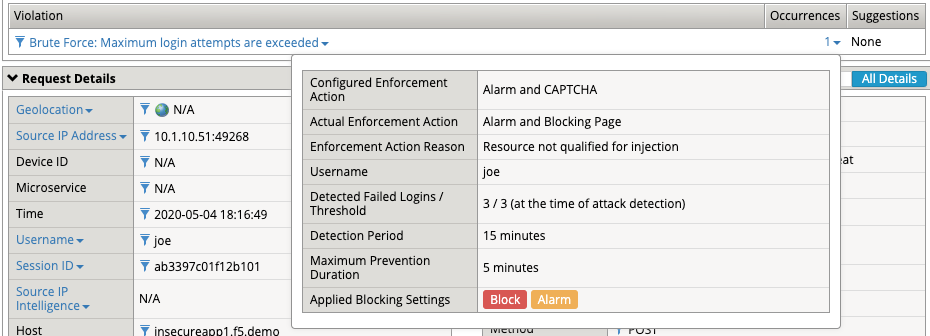 Violation Occurrences Suggestions
Brute Force: Maximum login attempts are exceeded 1 None
Request Details All Details
Configured Enforcement
Action Alarm and CAPTCHA
Actual Enforcement Action Alarm and Blocking Page
Enforcement Action Reason Resource not qualified for injection
Username joe
Detected Failed Logins /
Threshold 3 / 3 (at the time of attack detection)
Detection Period 15 minutes
Maximum Prevention
Duration 5 minutes
Applied Blocking Settings Block Alarm
Geolocation N/A
Source IP Address 10.1.10.51:49268
Device ID N/A
eat
Microservice N/A
Time 2020-05-04 18:16:49
Username joe
Session ID ab3397c01f12b101
Source IP
Intelligence N/A
Host insecureapp1.f5.demo Method POST